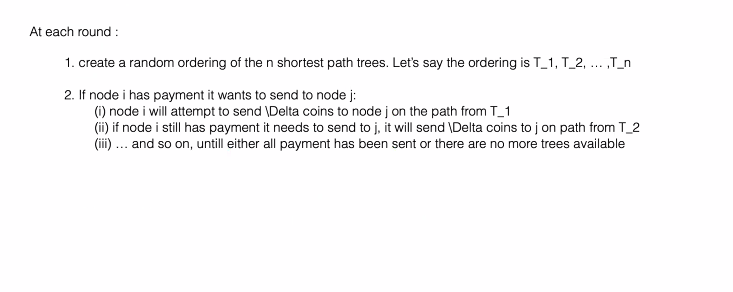 At each round :
1. create a random ordering of the n shortest path trees. Let's say the ordering is T_1, T_2, ... ,T_n
2. If node i has payment it wants to send to node j:
(i) node i will attempt to send \Delta coins to node j on the path from T_1
(ii) if node i still has payment it needs to send to j, it will send \Delta coins to j on path from T_2
(iii) ... and so on, untill either all payment has been sent or there are no more trees available